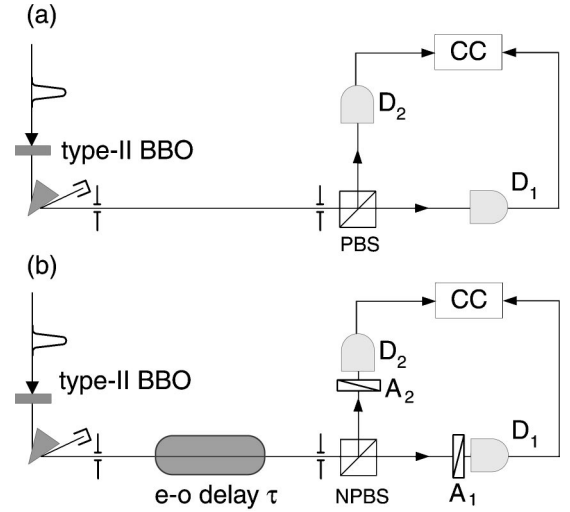 (a)
CC
D2
type-II BBO
D1
PBS
(b)
CC
D2
type-II BBO
A2
D1
e-o delay τ
NPBS
A1